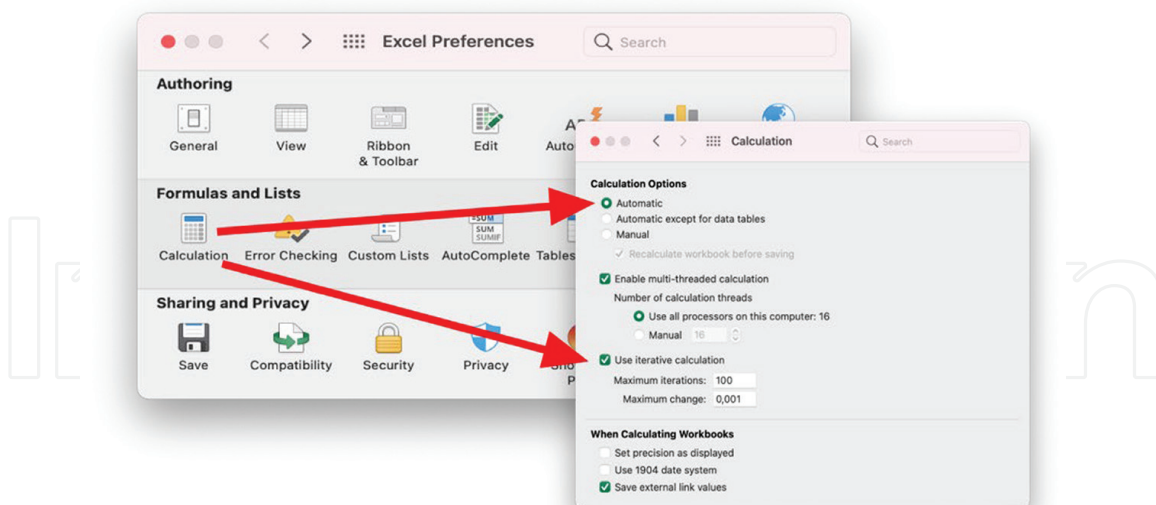 Excel Preferences
Search
Authoring
General
View
Ribbon
& Toolbar
Edit
Formulas and Lists
Calculation
Error Checking
Custom Lists
=SUM
SUM
SUMIF
AutoComplete
Tables
Sharing and Privacy
Save
Compatibility
Security
Privacy
Calculation
Search
Calculation Options
Automatic
Automatic except for data tables
Manual
Recalculate workbook before saving
Enable multi-threaded calculation
Number of calculation threads
Use all processors on this computer: 16
Manual 16
Use iterative calculation
Maximum iterations: 100
Maximum change: 0,001
When Calculating Workbooks
Set precision as displayed
Use 1904 date system
Save external link values